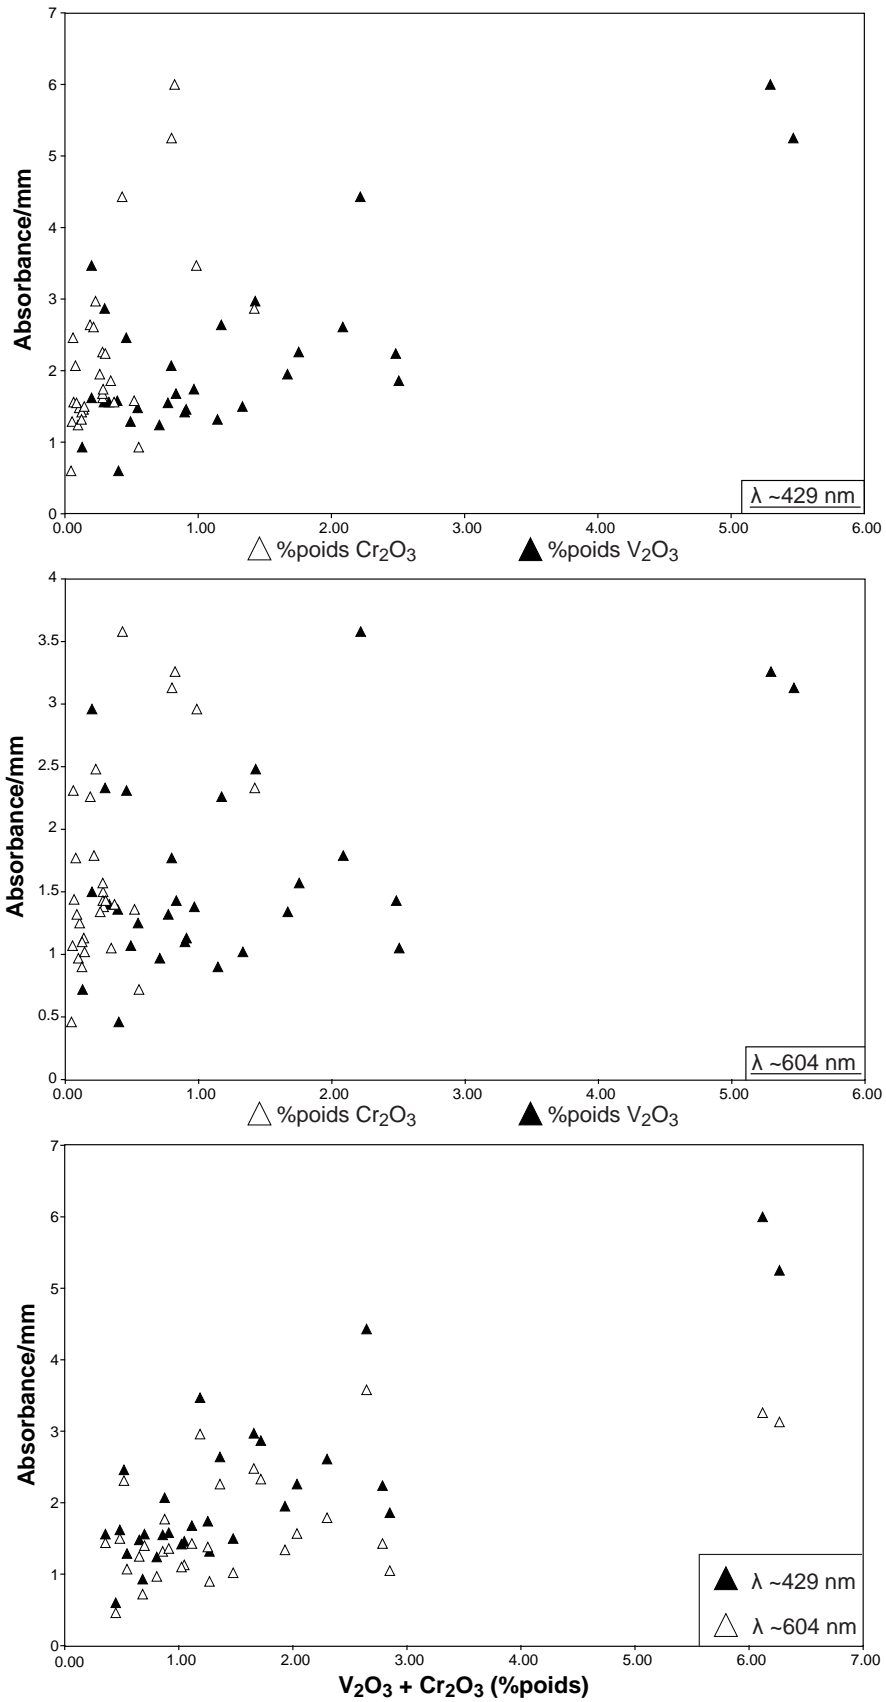 7
6
5
4
3
2
1
0
Absorbance/mm
λ ~429 nm
0.00 1.00 2.00 3.00 4.00 5.00 6.00
△ %poids Cr₂O₃ ▲ %poids V₂O₃
4
3.5
3
2.5
2
1.5
1
0.5
0
Absorbance/mm
λ ~604 nm
0.00 1.00 2.00 3.00 4.00 5.00 6.00
△ %poids Cr₂O₃ ▲ %poids V₂O₃
7
6
5
4
3
2
1
0
Absorbance/mm
▲ λ ~429 nm
△ λ ~604 nm
0.00 1.00 2.00 3.00 4.00 5.00 6.00 7.00
V₂O₃ + Cr₂O₃ (%poids)